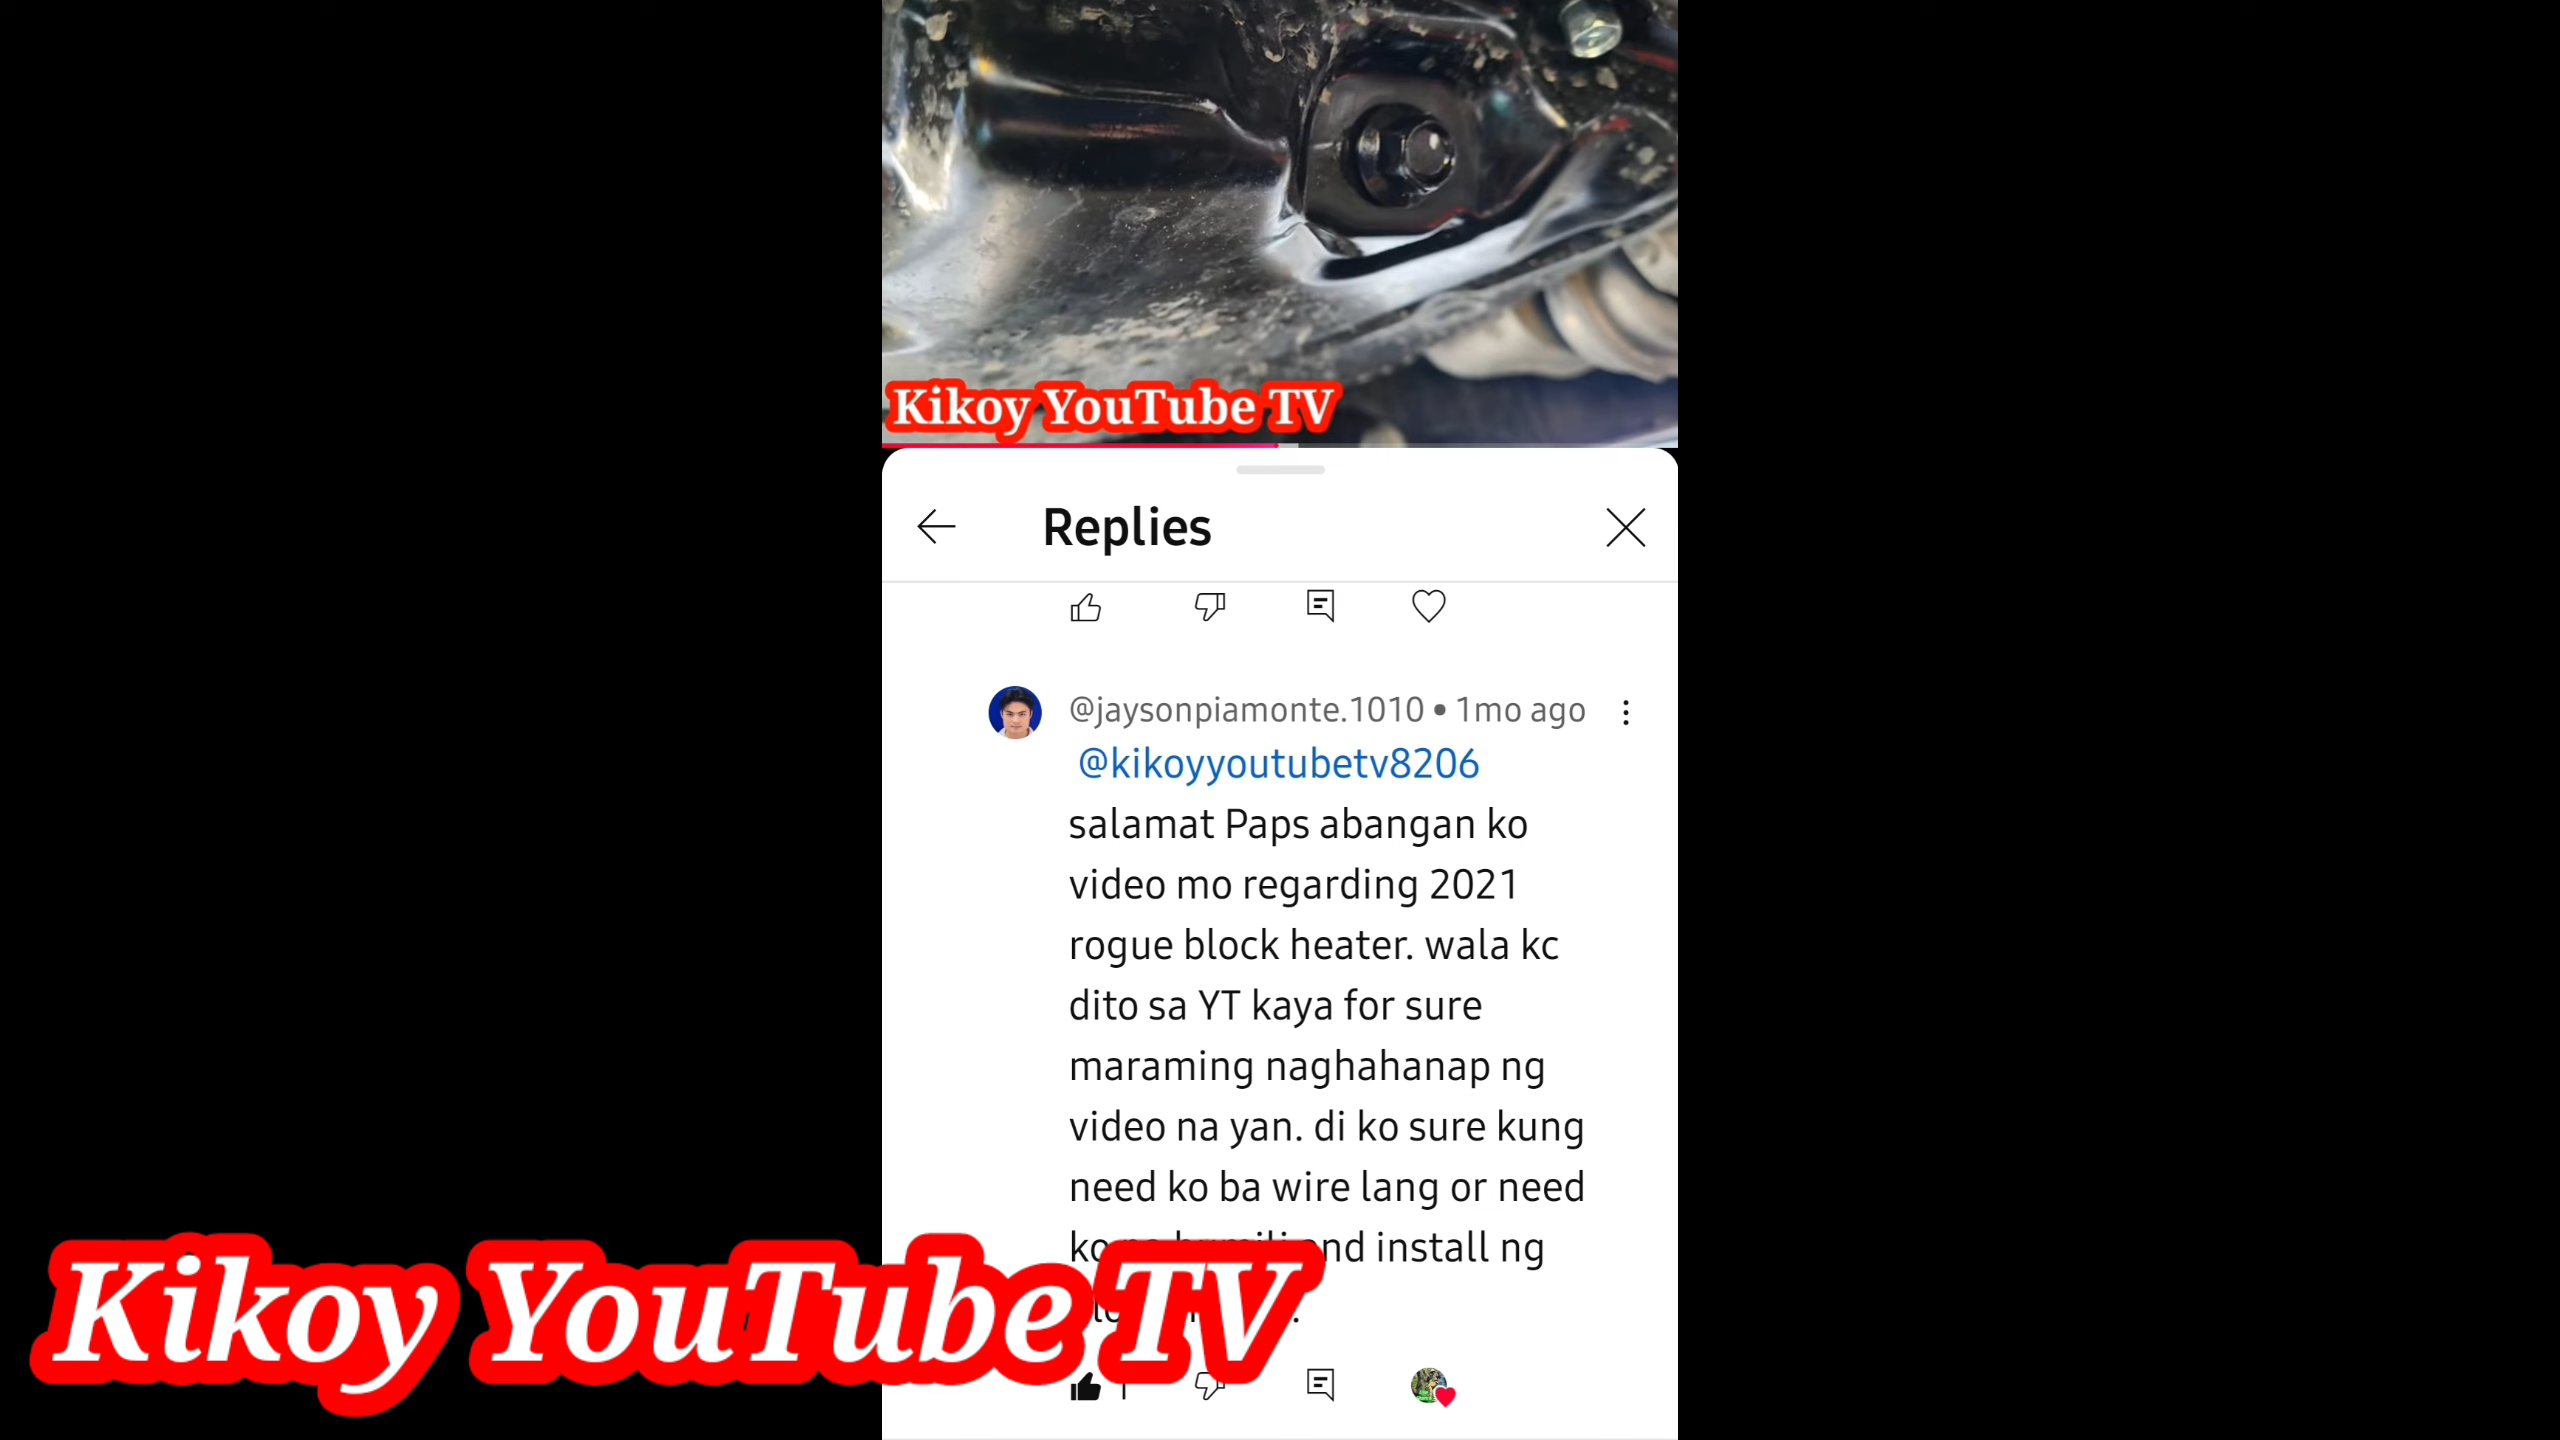 Kikoy YouTube TV
Replies
@jaysonpiamonte.1010 • 1mo ago
@kikoyyoutubetv8206
salamat Paps abangan ko
video mo regarding 2021
rogue block heater. wala kc
dito sa YT kaya for sure
maraming naghahanap ng
video na yan. di ko sure kung
need ko ba wire lang or need
ko and install ng
Kikoy YouTube TV
1